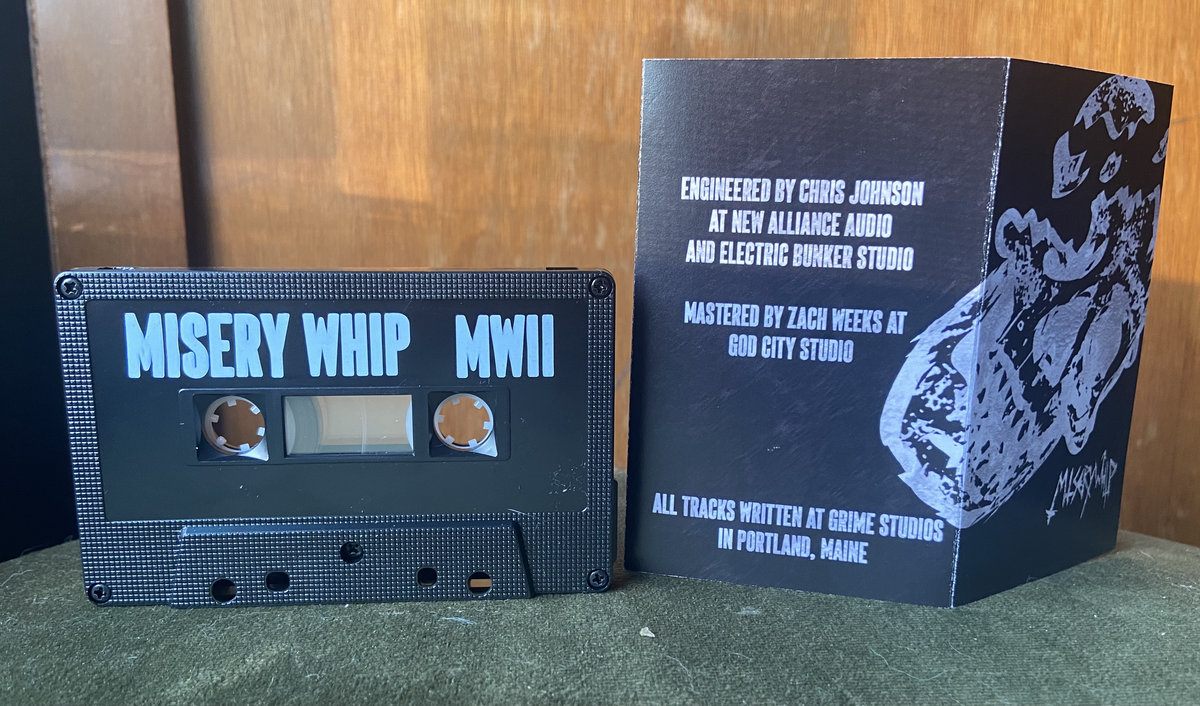 MISERY WHIP MWII
ENGINEERED BY CHRIS JOHNSON
AT NEW ALLIANCE AUDIO
AND ELECTRIC BUNKER STUDIO
MASTERED BY ZACH WEEKS AT
GOD CITY STUDIO
ALL TRACKS WRITTEN AT GRIME STUDIOS
IN PORTLAND, MAINE
MISERY WHIP